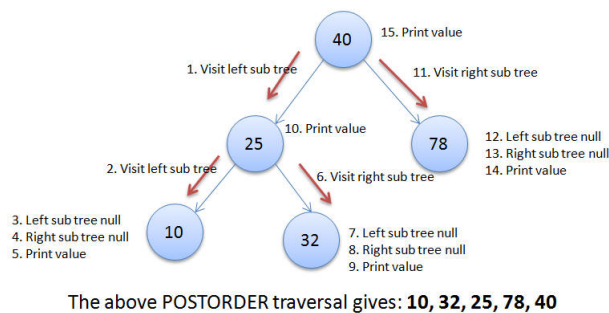 40
15. Print value
1. Visit left sub tree
11. Visit right sub tree
25
10. Print value
78
12. Left sub tree null
13. Right sub tree null
14. Print value
2. Visit left sub tree
6. Visit right sub tree
3. Left sub tree null
4. Right sub tree null
5. Print value
10
32
7. Left sub tree null
8. Right sub tree null
9. Print value
The above POSTORDER traversal gives: 10, 32, 25, 78, 40